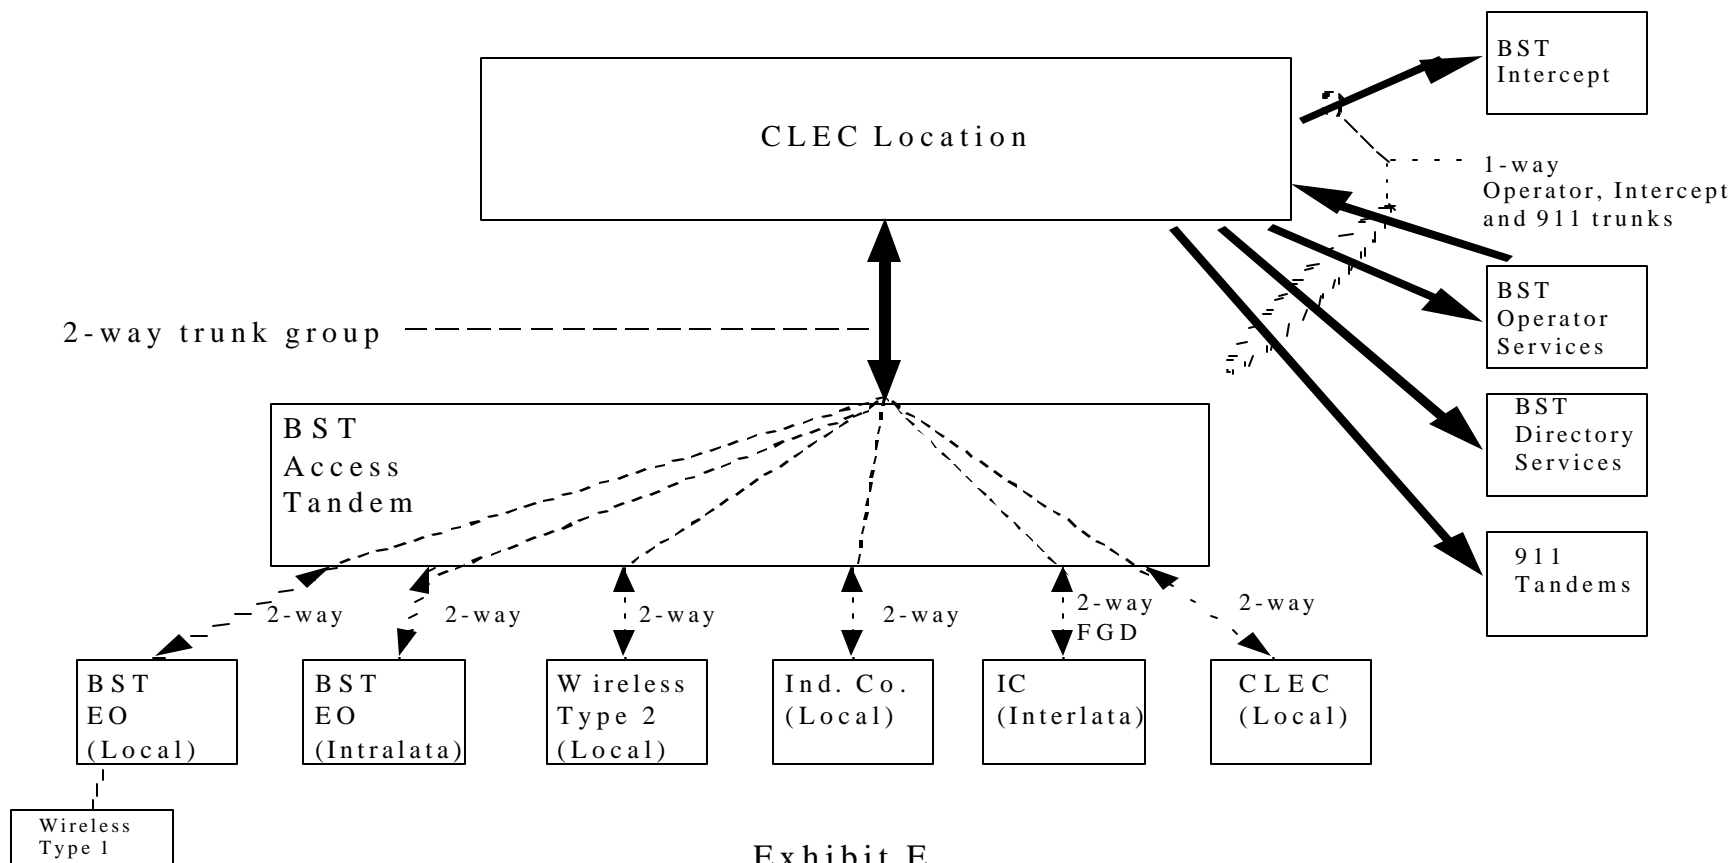 BST
Intercept
CLEC Location
1-way
Operator, Intercept
and 911 trunks
BST
Operator
Services
2-way trunk group
BST
Directory
Services
BST
Access
Tandem
911
Tandems
2-way
2-way
2-way
2-way
2-way
FGD
2-way
BST
EO
(Local)
BST
EO
(Intralata)
Wireless
Type 2
(Local)
Ind. Co.
(Local)
IC
(Interlata)
CLEC
(Local)
Wireless
Type 1
Exhibit E